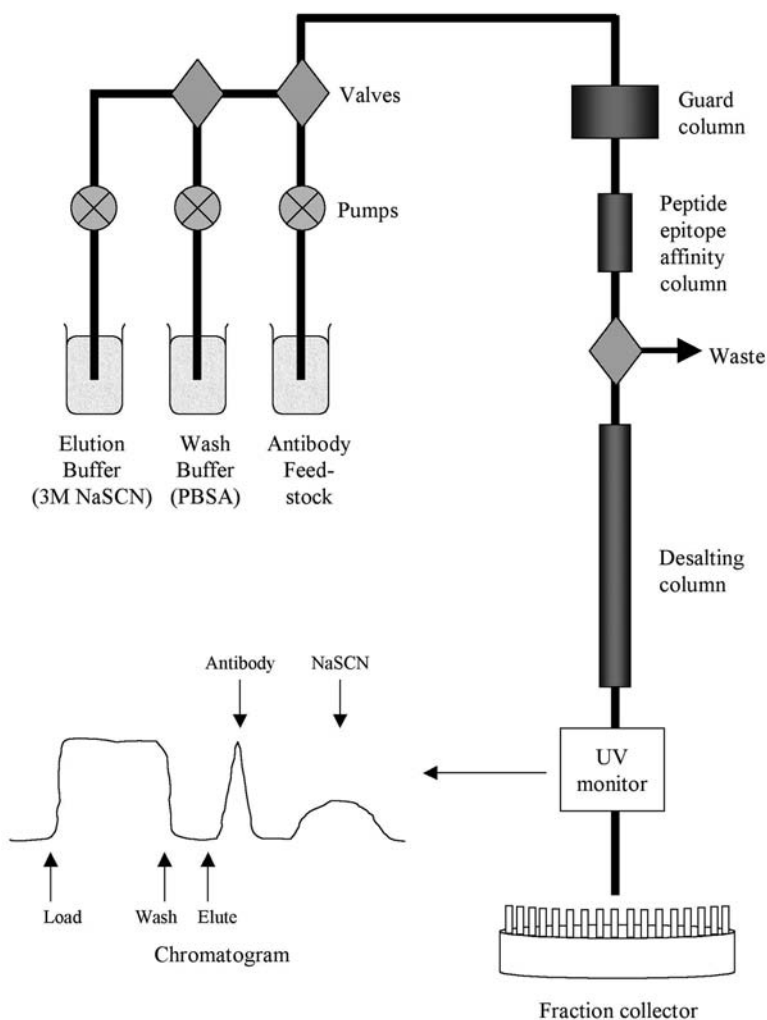 Valves
Guard
column
Pumps
Peptide
epitope
affinity
column
Waste
Elution
Buffer
(3M NaSCN)
Wash
Buffer
(PBSA)
Antibody
Feed-
stock
Desalting
column
Antibody
NaSCN
UV
monitor
Load
Wash
Elute
Chromatogram
Fraction collector